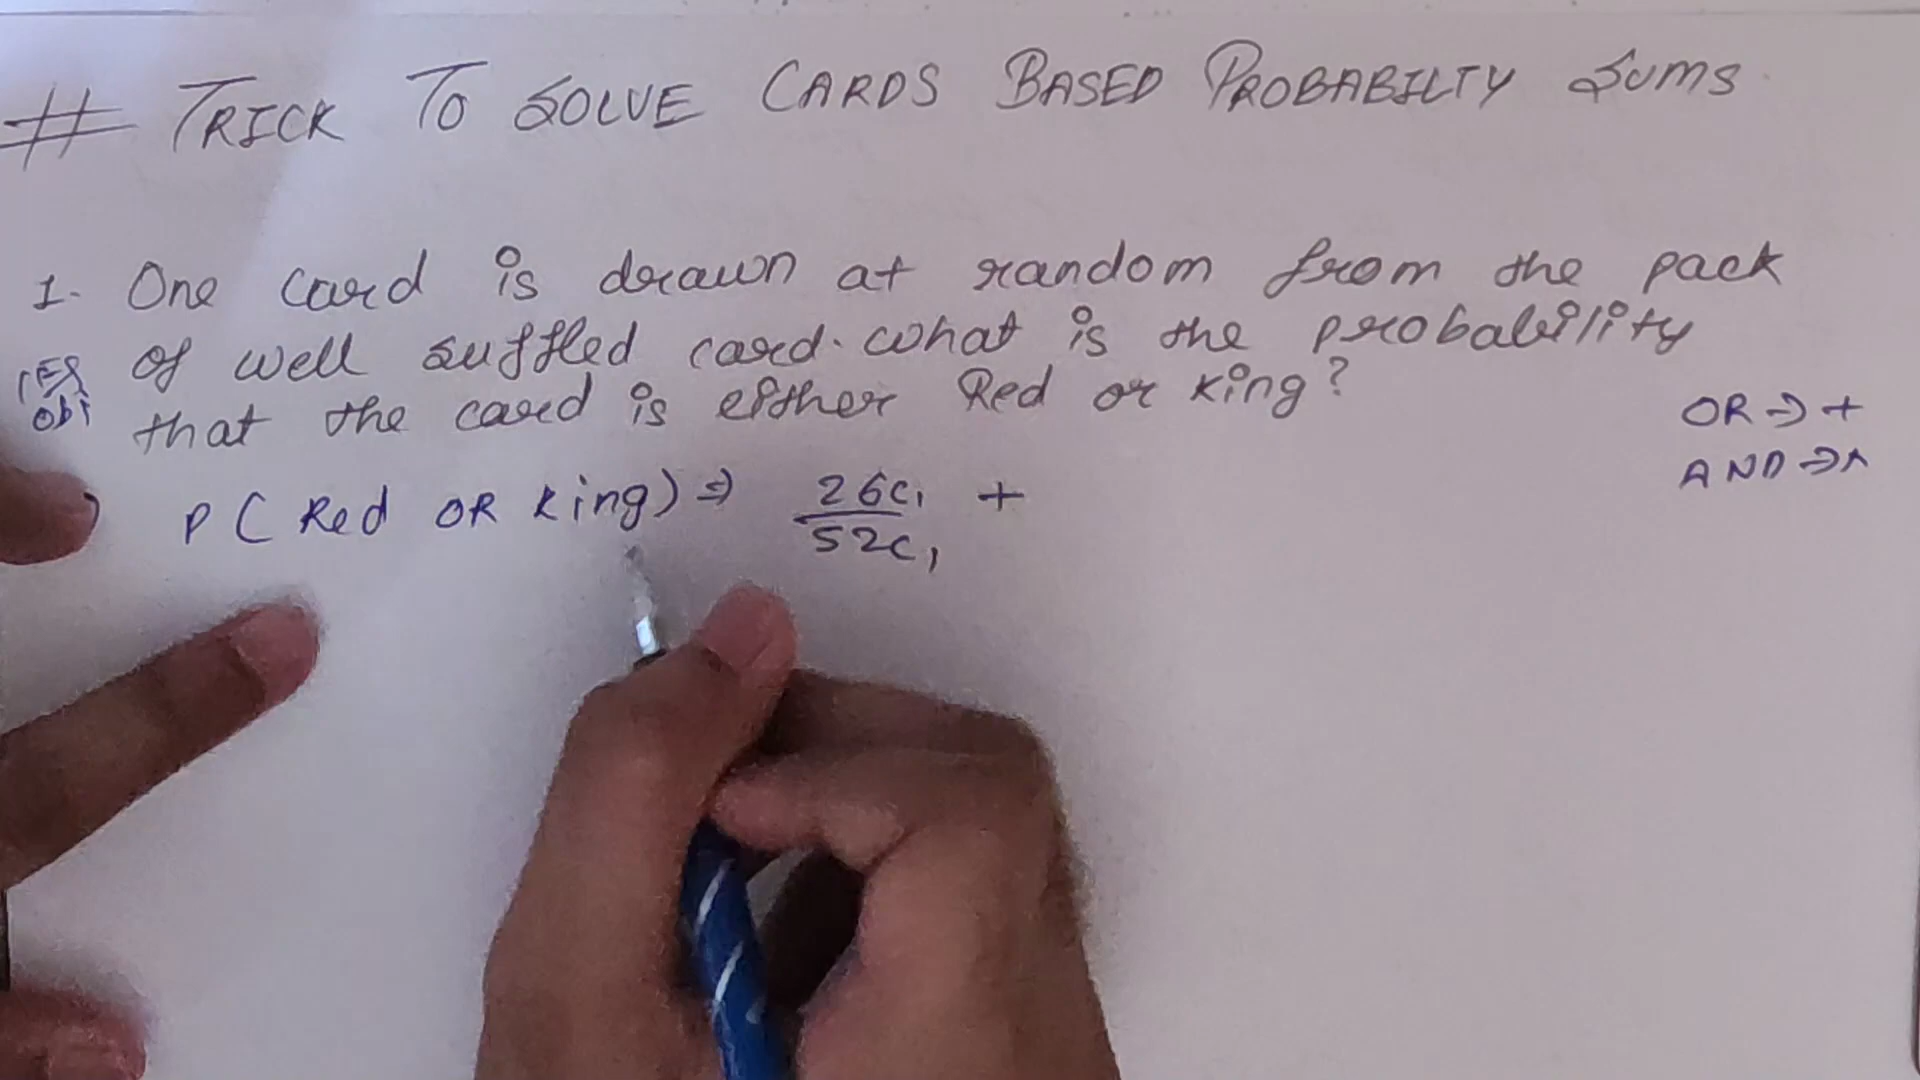 # TRICK TO SOLVE CARDS BASED PROBABILTY SUMS
1. One card is drawn at random from the pack
of well suffled card. what is the probability
that the card is either Red or King?
OR ⇒ +
AND ⇒ ×
P ( Red OR King) ⇒ 26C₁ / 52C₁ +